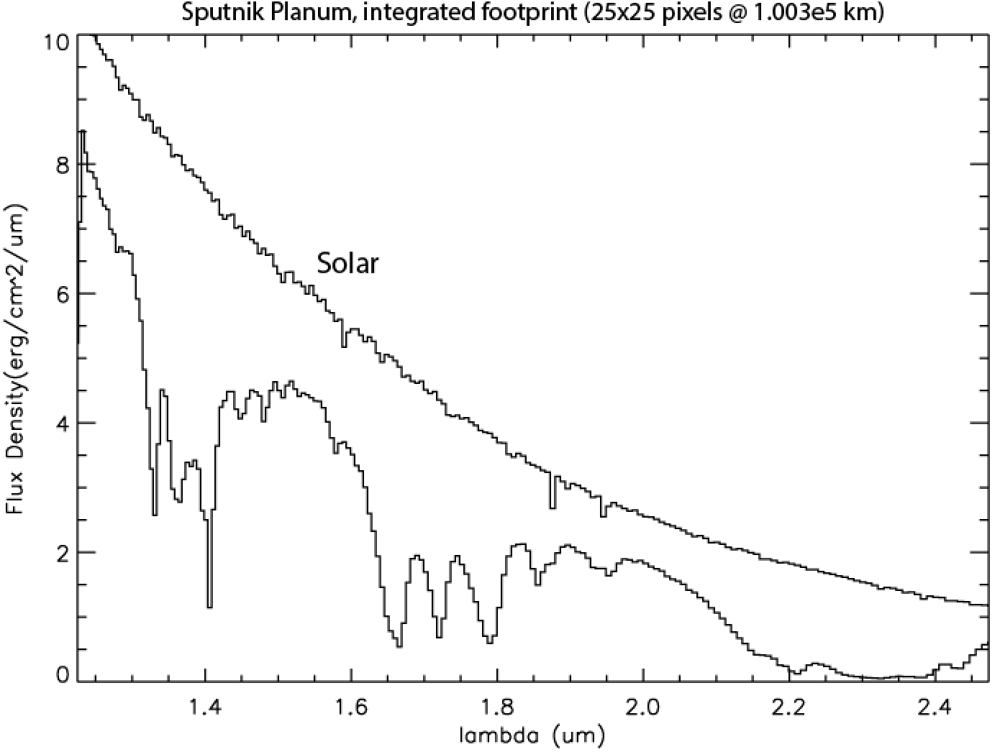 Sputnik Planum, integrated footprint (25x25 pixels @ 1.003e5 km)
10
8
6
4
2
0
Flux Density(erg/cm^2/um)
Solar
1.4 1.6 1.8 2.0 2.2 2.4
lambda (um)